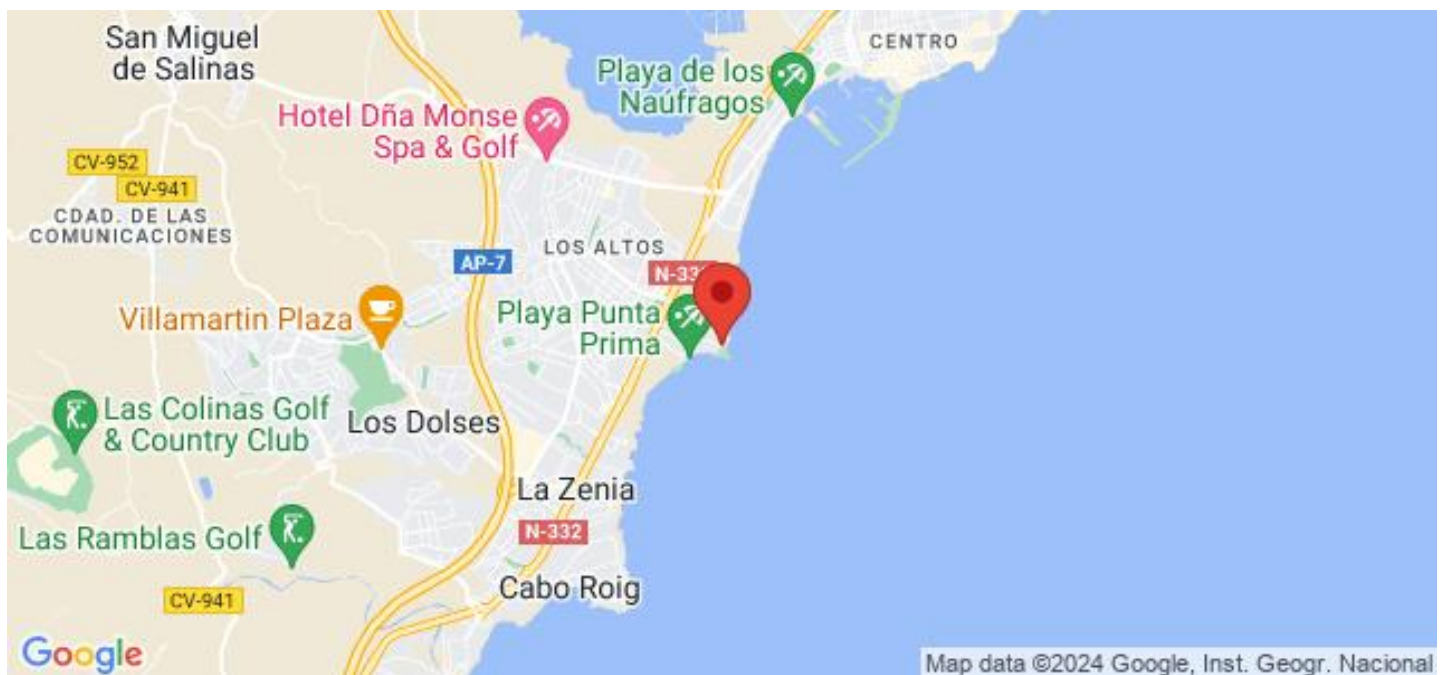 San Miguel
de Salinas
CENTRO
Playa de los
Naúfragos
Hotel Dña Monse
Spa & Golf
CV-952
CV-941
CDAD. DE LAS
COMUNICACIONES
LOS ALTOS
AP-7
Villamartin Plaza
Playa Punta
Prima
Las Colinas Golf
& Country Club
Los Dolses
La Zenia
Las Ramblas Golf
N-332
Cabo Roig
CV-941
Google
Map data ©2024 Google, Inst. Geogr. Nacional